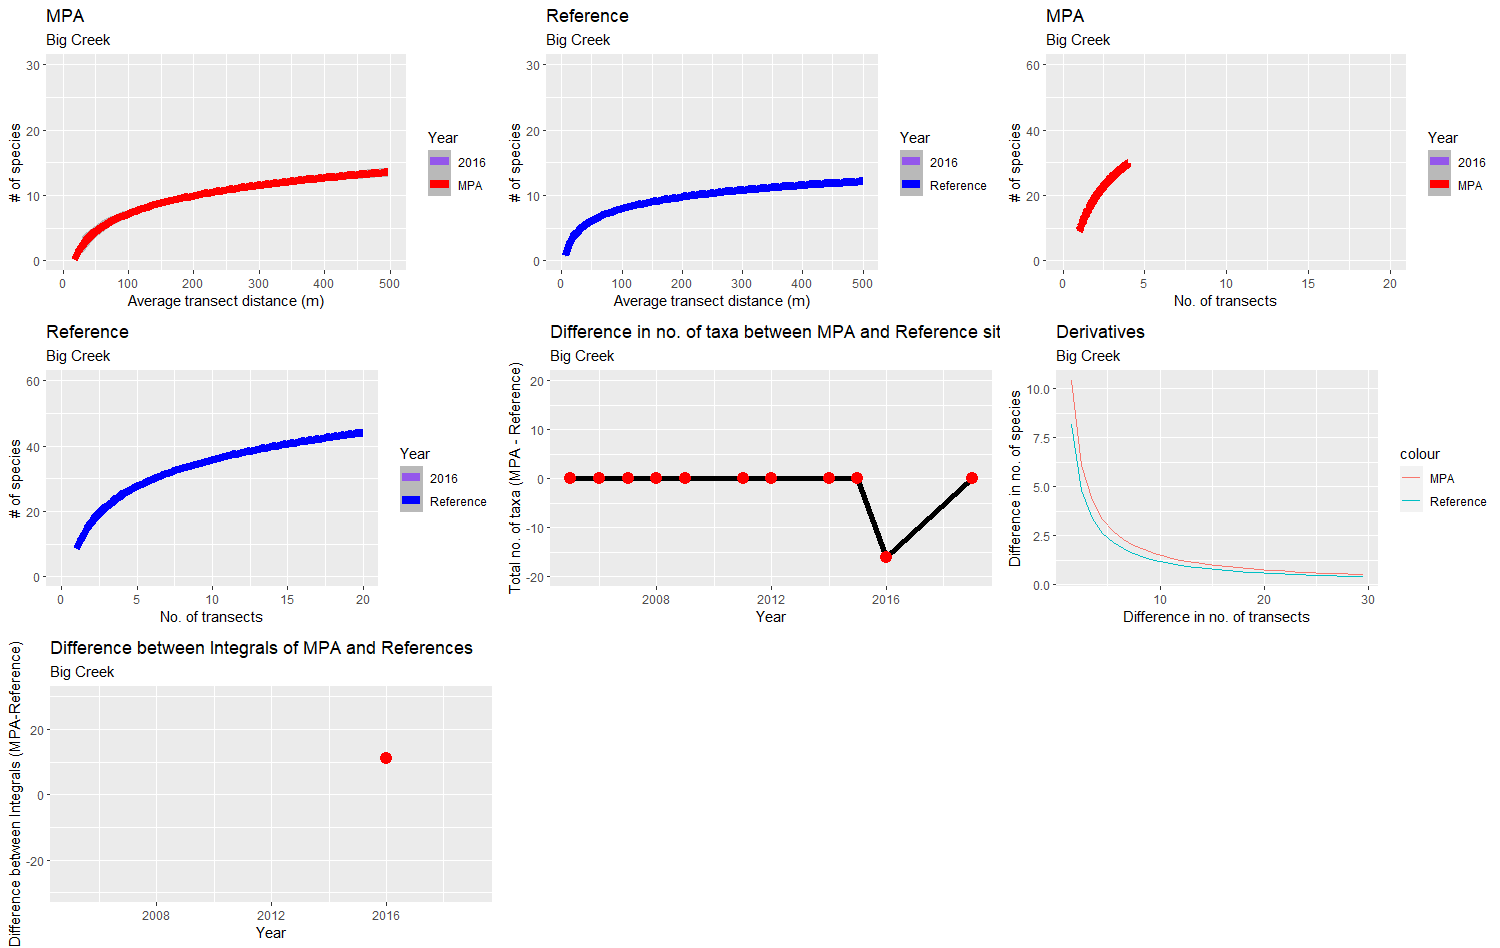 MPA
Big Creek
# of species
30
20
10
0
0 100 200 300 400 500
Average transect distance (m)
Year
2016
MPA
Reference
Big Creek
# of species
30
20
10
0
0 100 200 300 400 500
Average transect distance (m)
Year
2016
Reference
MPA
Big Creek
# of species
60
40
20
0
0 5 10 15 20
No. of transects
Year
2016
MPA
Reference
Big Creek
# of species
60
40
20
0
0 5 10 15 20
No. of transects
Year
2016
Reference
Difference in no. of taxa between MPA and Reference sit
Big Creek
Total no. of taxa (MPA - Reference)
20
10
0
-10
-20
2008 2012 2016
Year
Derivatives
Big Creek
Difference in no. of species
10.0
7.5
5.0
2.5
0.0
10 20 30
Difference in no. of transects
colour
MPA
Reference
Difference between Integrals of MPA and References
Big Creek
Difference between Integrals (MPA-Reference)
20
0
-20
2008 2012 2016
Year